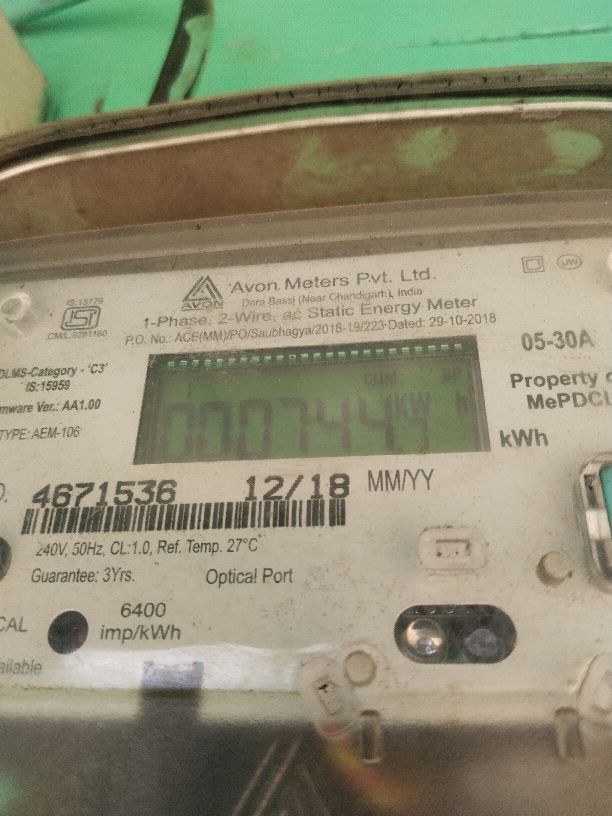 Avon Meters Pvt. Ltd.
AVON
Dera Bassi (Near Chandigarh), India
1-Phase, 2-Wire, ac Static Energy Meter
P.O. No.: ACE(MM)/PO/Saubhagya/2018-19/223 Dated: 29-10-2018
IS:13779
ISI
CM/L:9281160
DLMS-Category - 'C3'
IS:15959
mware Ver.: AA1.00
TYPE: AEM-106
05-30A
Property o
MePDCL
CUM
kWh
4671536 12/18 MM/YY
240V, 50Hz, CL:1.0, Ref. Temp. 27°C
Guarantee: 3Yrs. Optical Port
CAL 6400
imp/kWh
ailable